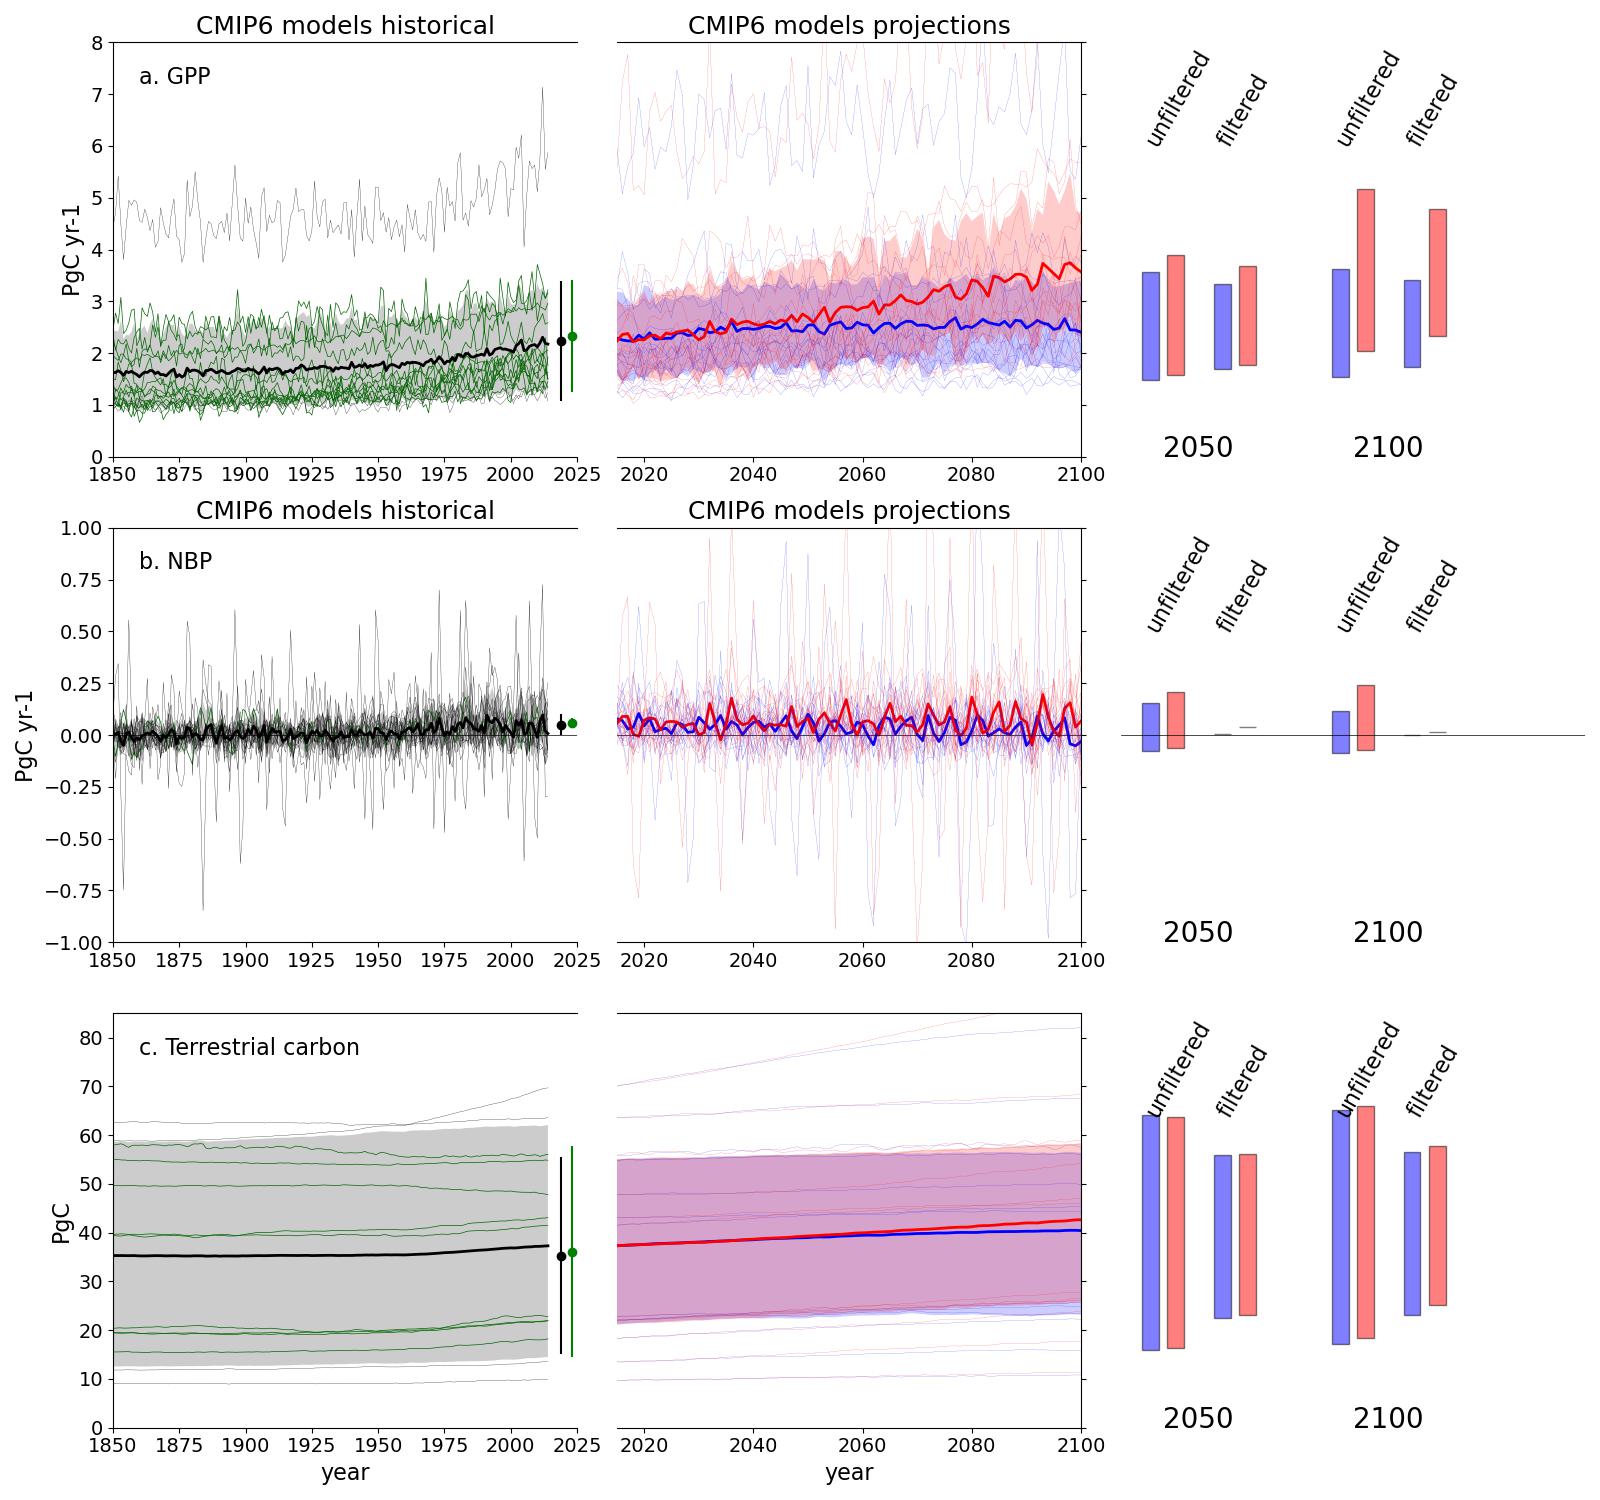 CMIP6 models historical
CMIP6 models projections
a. GPP
PgC yr-1
8
7
6
5
4
3
2
1
0
1850 1875 1900 1925 1950 1975 2000 2025
2020 2040 2060 2080 2100
unfiltered
filtered
unfiltered
filtered
2050
2100
CMIP6 models historical
CMIP6 models projections
b. NBP
PgC yr-1
1.00
0.75
0.50
0.25
0.00
−0.25
−0.50
−0.75
−1.00
1850 1875 1900 1925 1950 1975 2000 2025
2020 2040 2060 2080 2100
unfiltered
filtered
unfiltered
filtered
2050
2100
c. Terrestrial carbon
PgC
80
70
60
50
40
30
20
10
0
1850 1875 1900 1925 1950 1975 2000 2025
year
2020 2040 2060 2080 2100
year
unfiltered
filtered
unfiltered
filtered
2050
2100